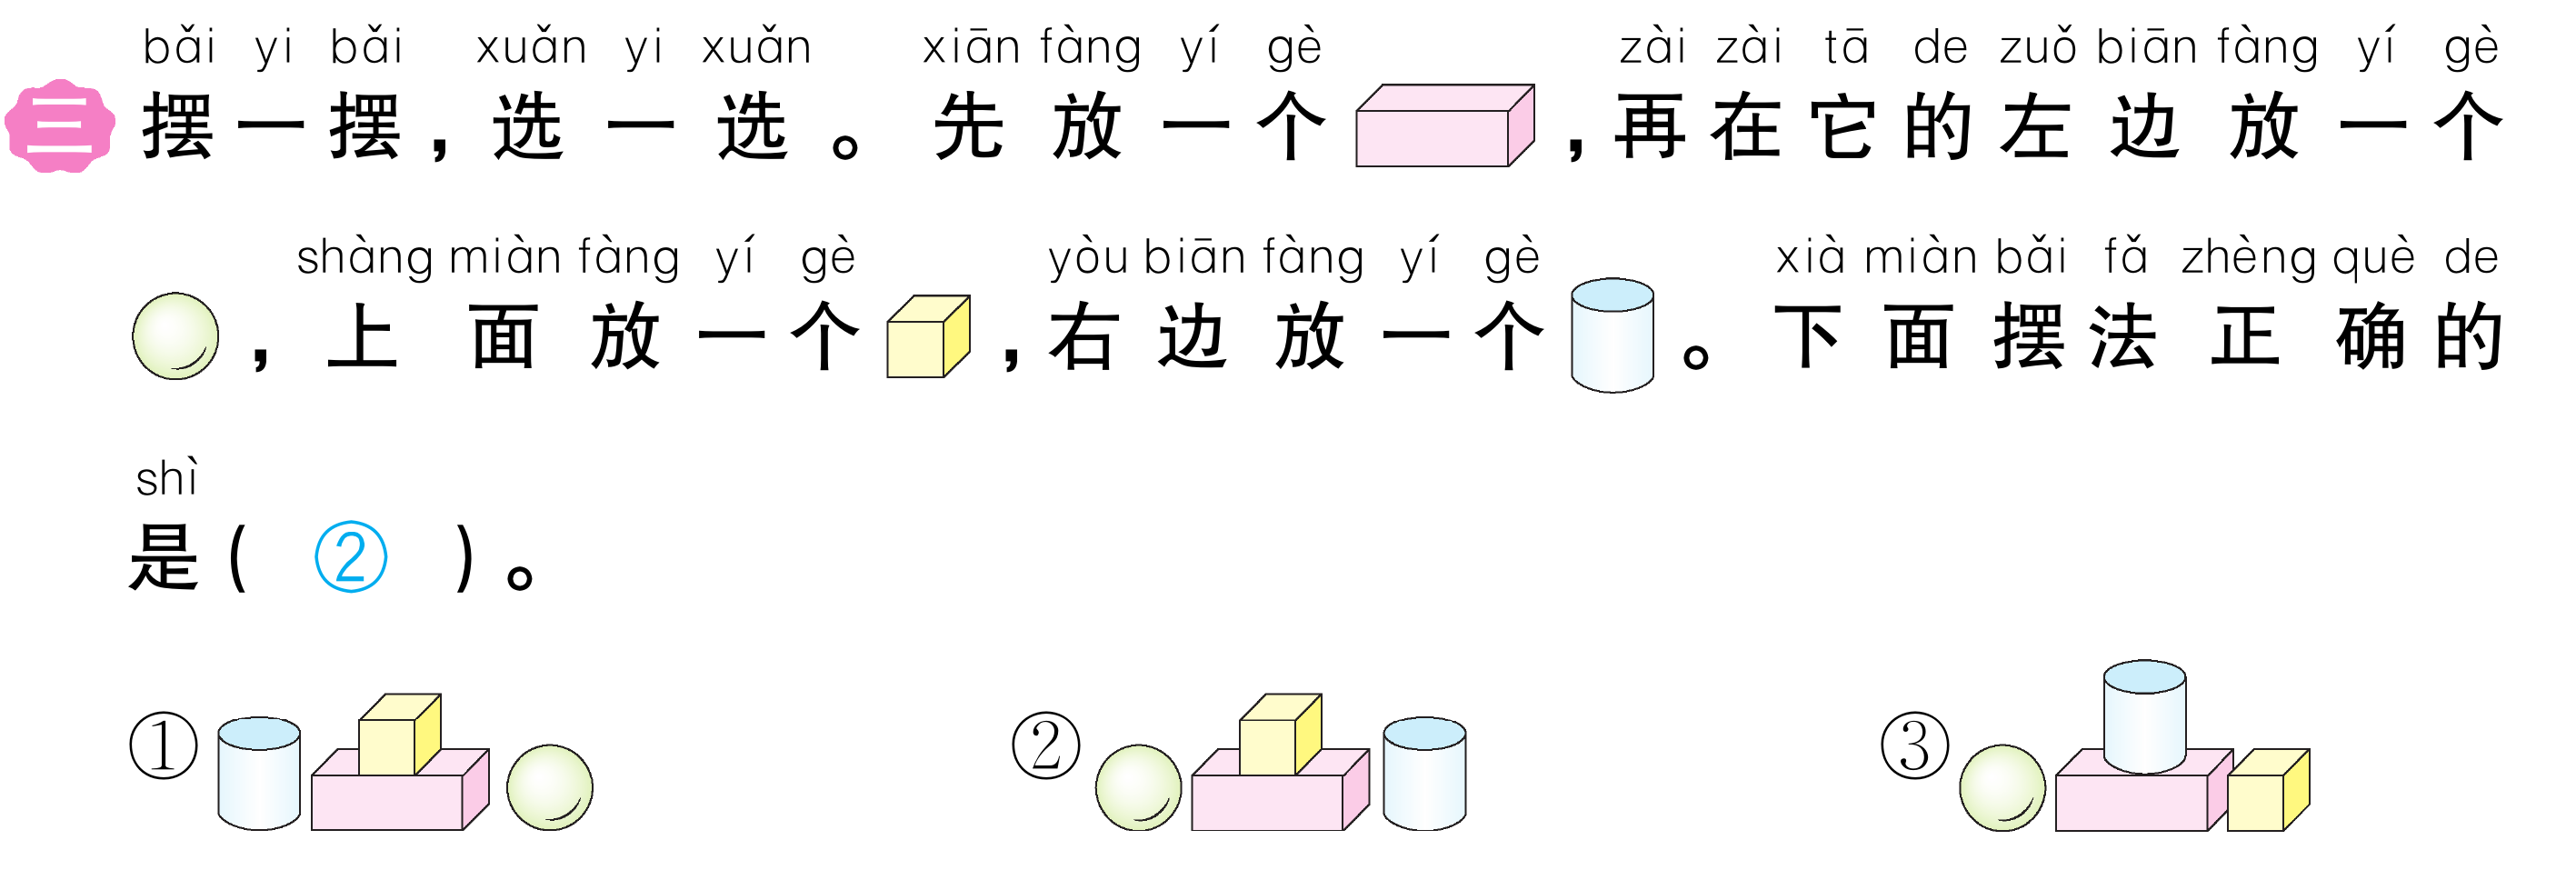 bǎi yi bǎi xuǎn yi xuǎn xiān fàng yí gè zài zài tā de zuǒ biān fàng yí gè
三 摆一摆，选一选。先放一个，再在它的左边放一个
shàng miàn fàng yí gè yòu biān fàng yí gè xià miàn bǎi fǎ zhèng què de
，上面放一个，右边放一个。下面摆法正确的
shì
是（ ② ）。
① ② ③